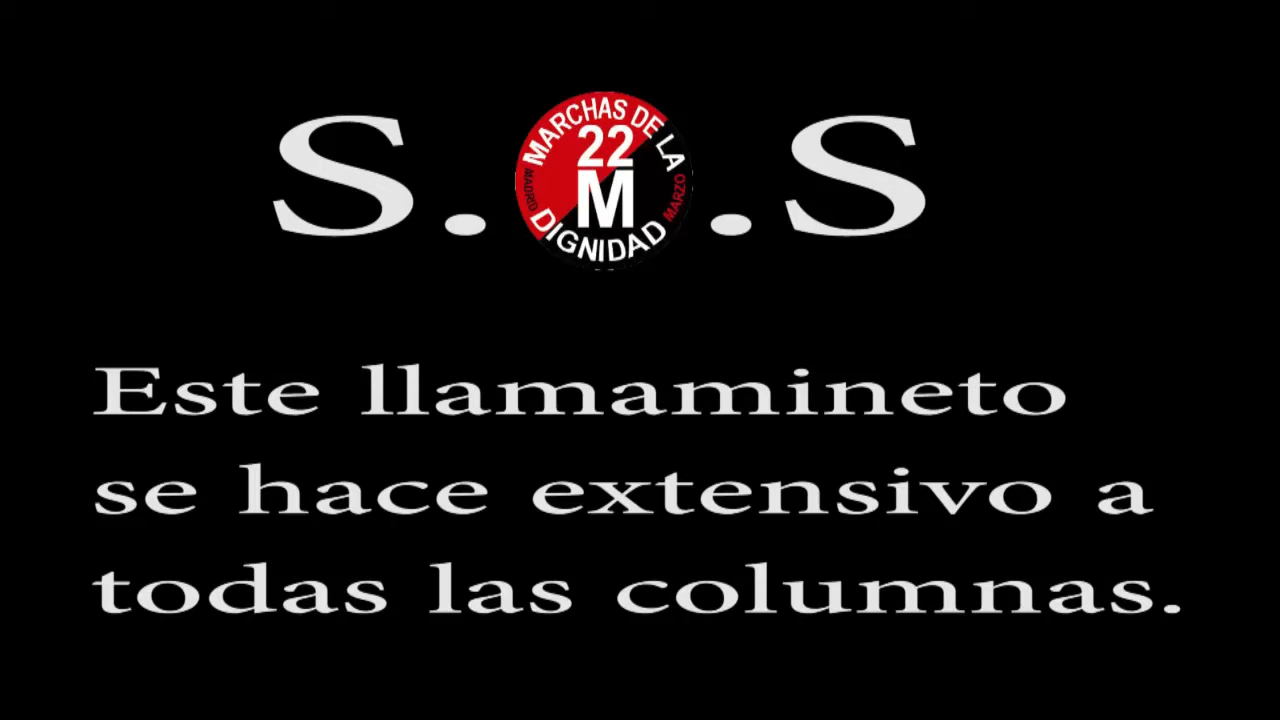 S. .S
MARCHAS DE LA
22
M
MADRID
MARZO
DIGNIDAD
Este llamamineto
se hace extensivo a
todas las columnas.